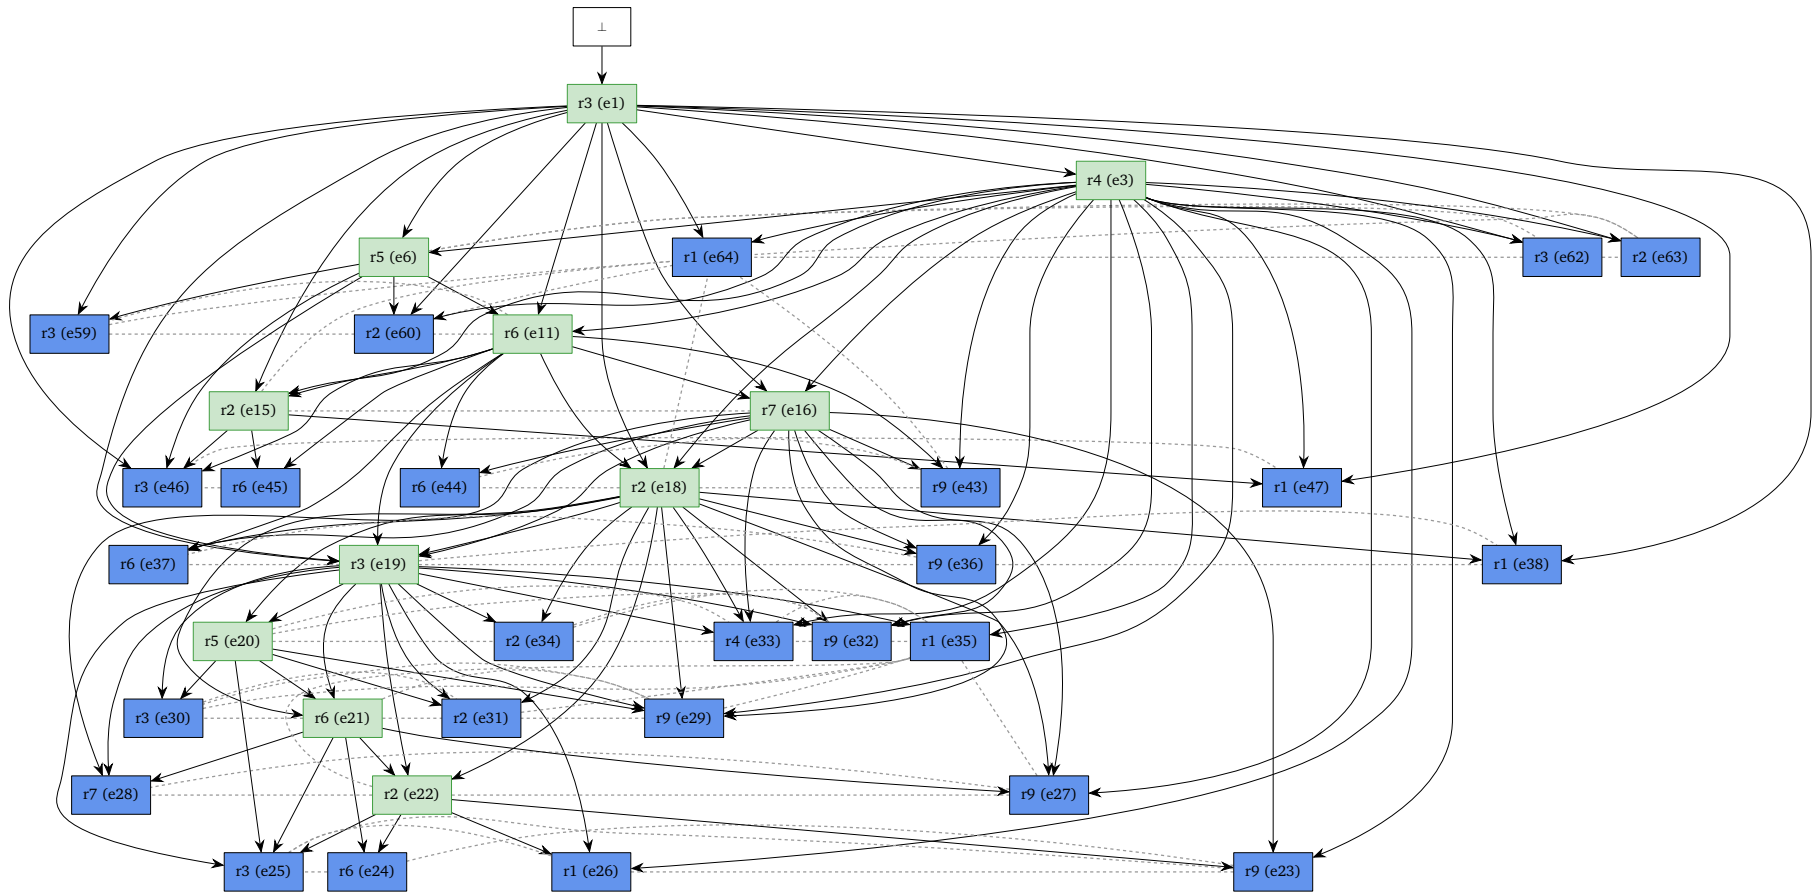 ⊥
r3 (e1)
r4 (e3)
r5 (e6)
r1 (e64)
r3 (e62)
r2 (e63)
r3 (e59)
r2 (e60)
r6 (e11)
r2 (e15)
r7 (e16)
r3 (e46)
r6 (e45)
r6 (e44)
r2 (e18)
r9 (e43)
r1 (e47)
r6 (e37)
r3 (e19)
r9 (e36)
r1 (e38)
r5 (e20)
r2 (e34)
r4 (e33)
r9 (e32)
r1 (e35)
r3 (e30)
r6 (e21)
r2 (e31)
r9 (e29)
r7 (e28)
r2 (e22)
r9 (e27)
r3 (e25)
r6 (e24)
r1 (e26)
r9 (e23)